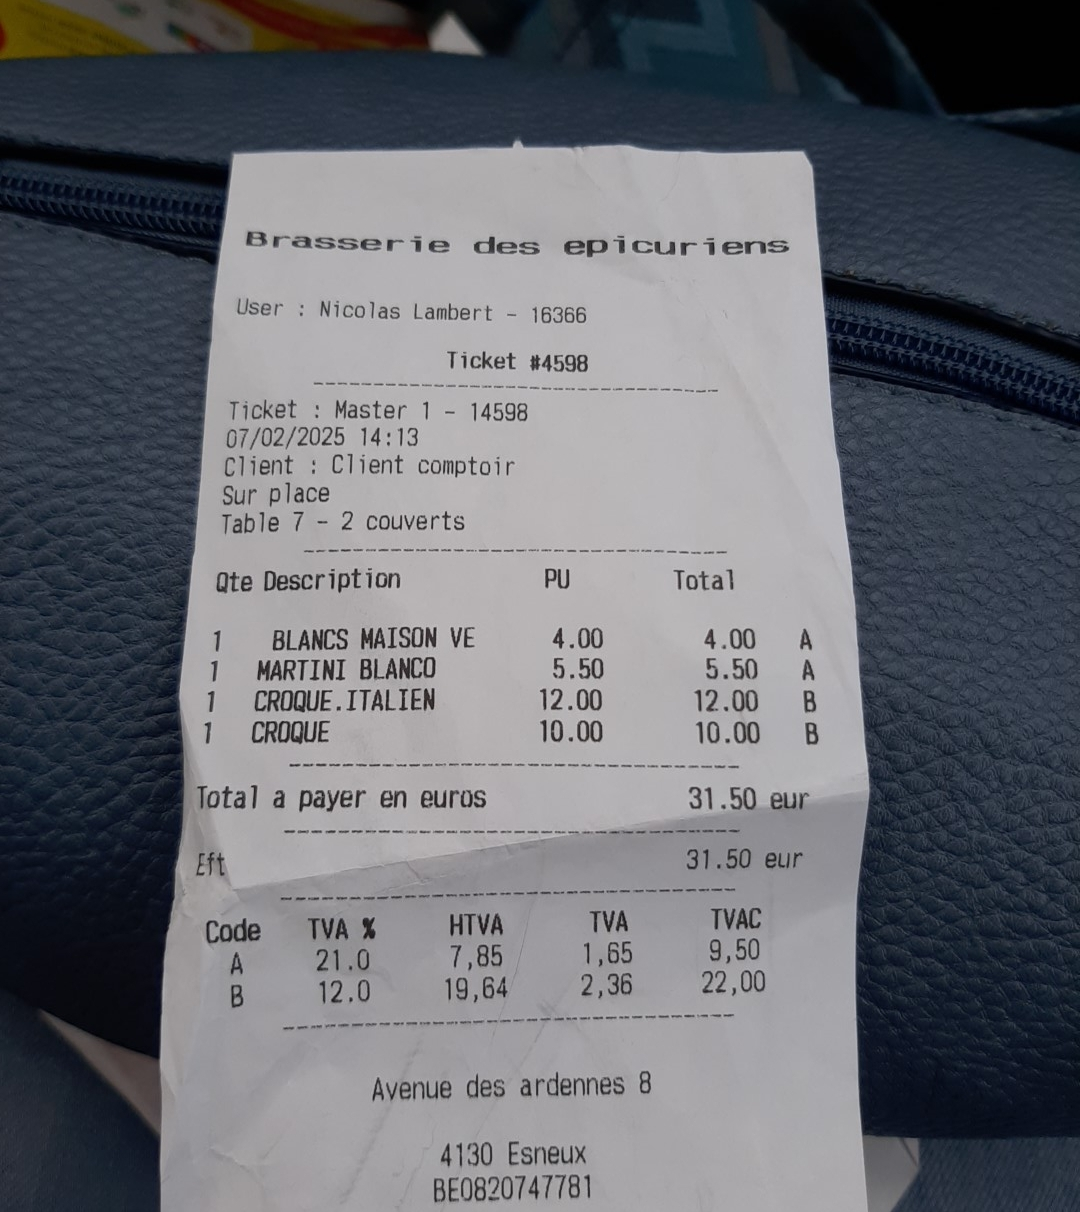 Brasserie des epicuriens
User : Nicolas Lambert - 16366
Ticket #4598
Ticket : Master 1 - 14598
07/02/2025 14:13
Client : Client comptoir
Sur place
Table 7 - 2 couverts
Qte Description PU Total
1 BLANCS MAISON VE 4.00 4.00 A
1 MARTINI BLANCO 5.50 5.50 A
1 CROQUE.ITALIEN 12.00 12.00 B
1 CROQUE 10.00 10.00 B
Total a payer en euros 31.50 eur
Eft 31.50 eur
Code TVA % HTVA TVA TVAC
A 21.0 7,85 1,65 9,50
B 12.0 19,64 2,36 22,00
Avenue des ardennes 8
4130 Esneux
BE0820747781